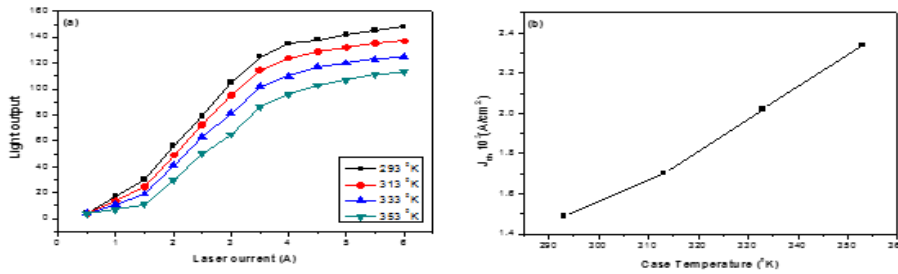 (a)
160
140
120
100
80
60
40
20
0
Light output
293 °K
313 °K
333 °K
353 °K
0 1 2 3 4 5 6
Laser current (A)
(b)
2.4
2.2
2.0
1.8
1.6
1.4
J th (A/cm²)
290 300 310 320 330 340 350 360
Case Temperature (°K)